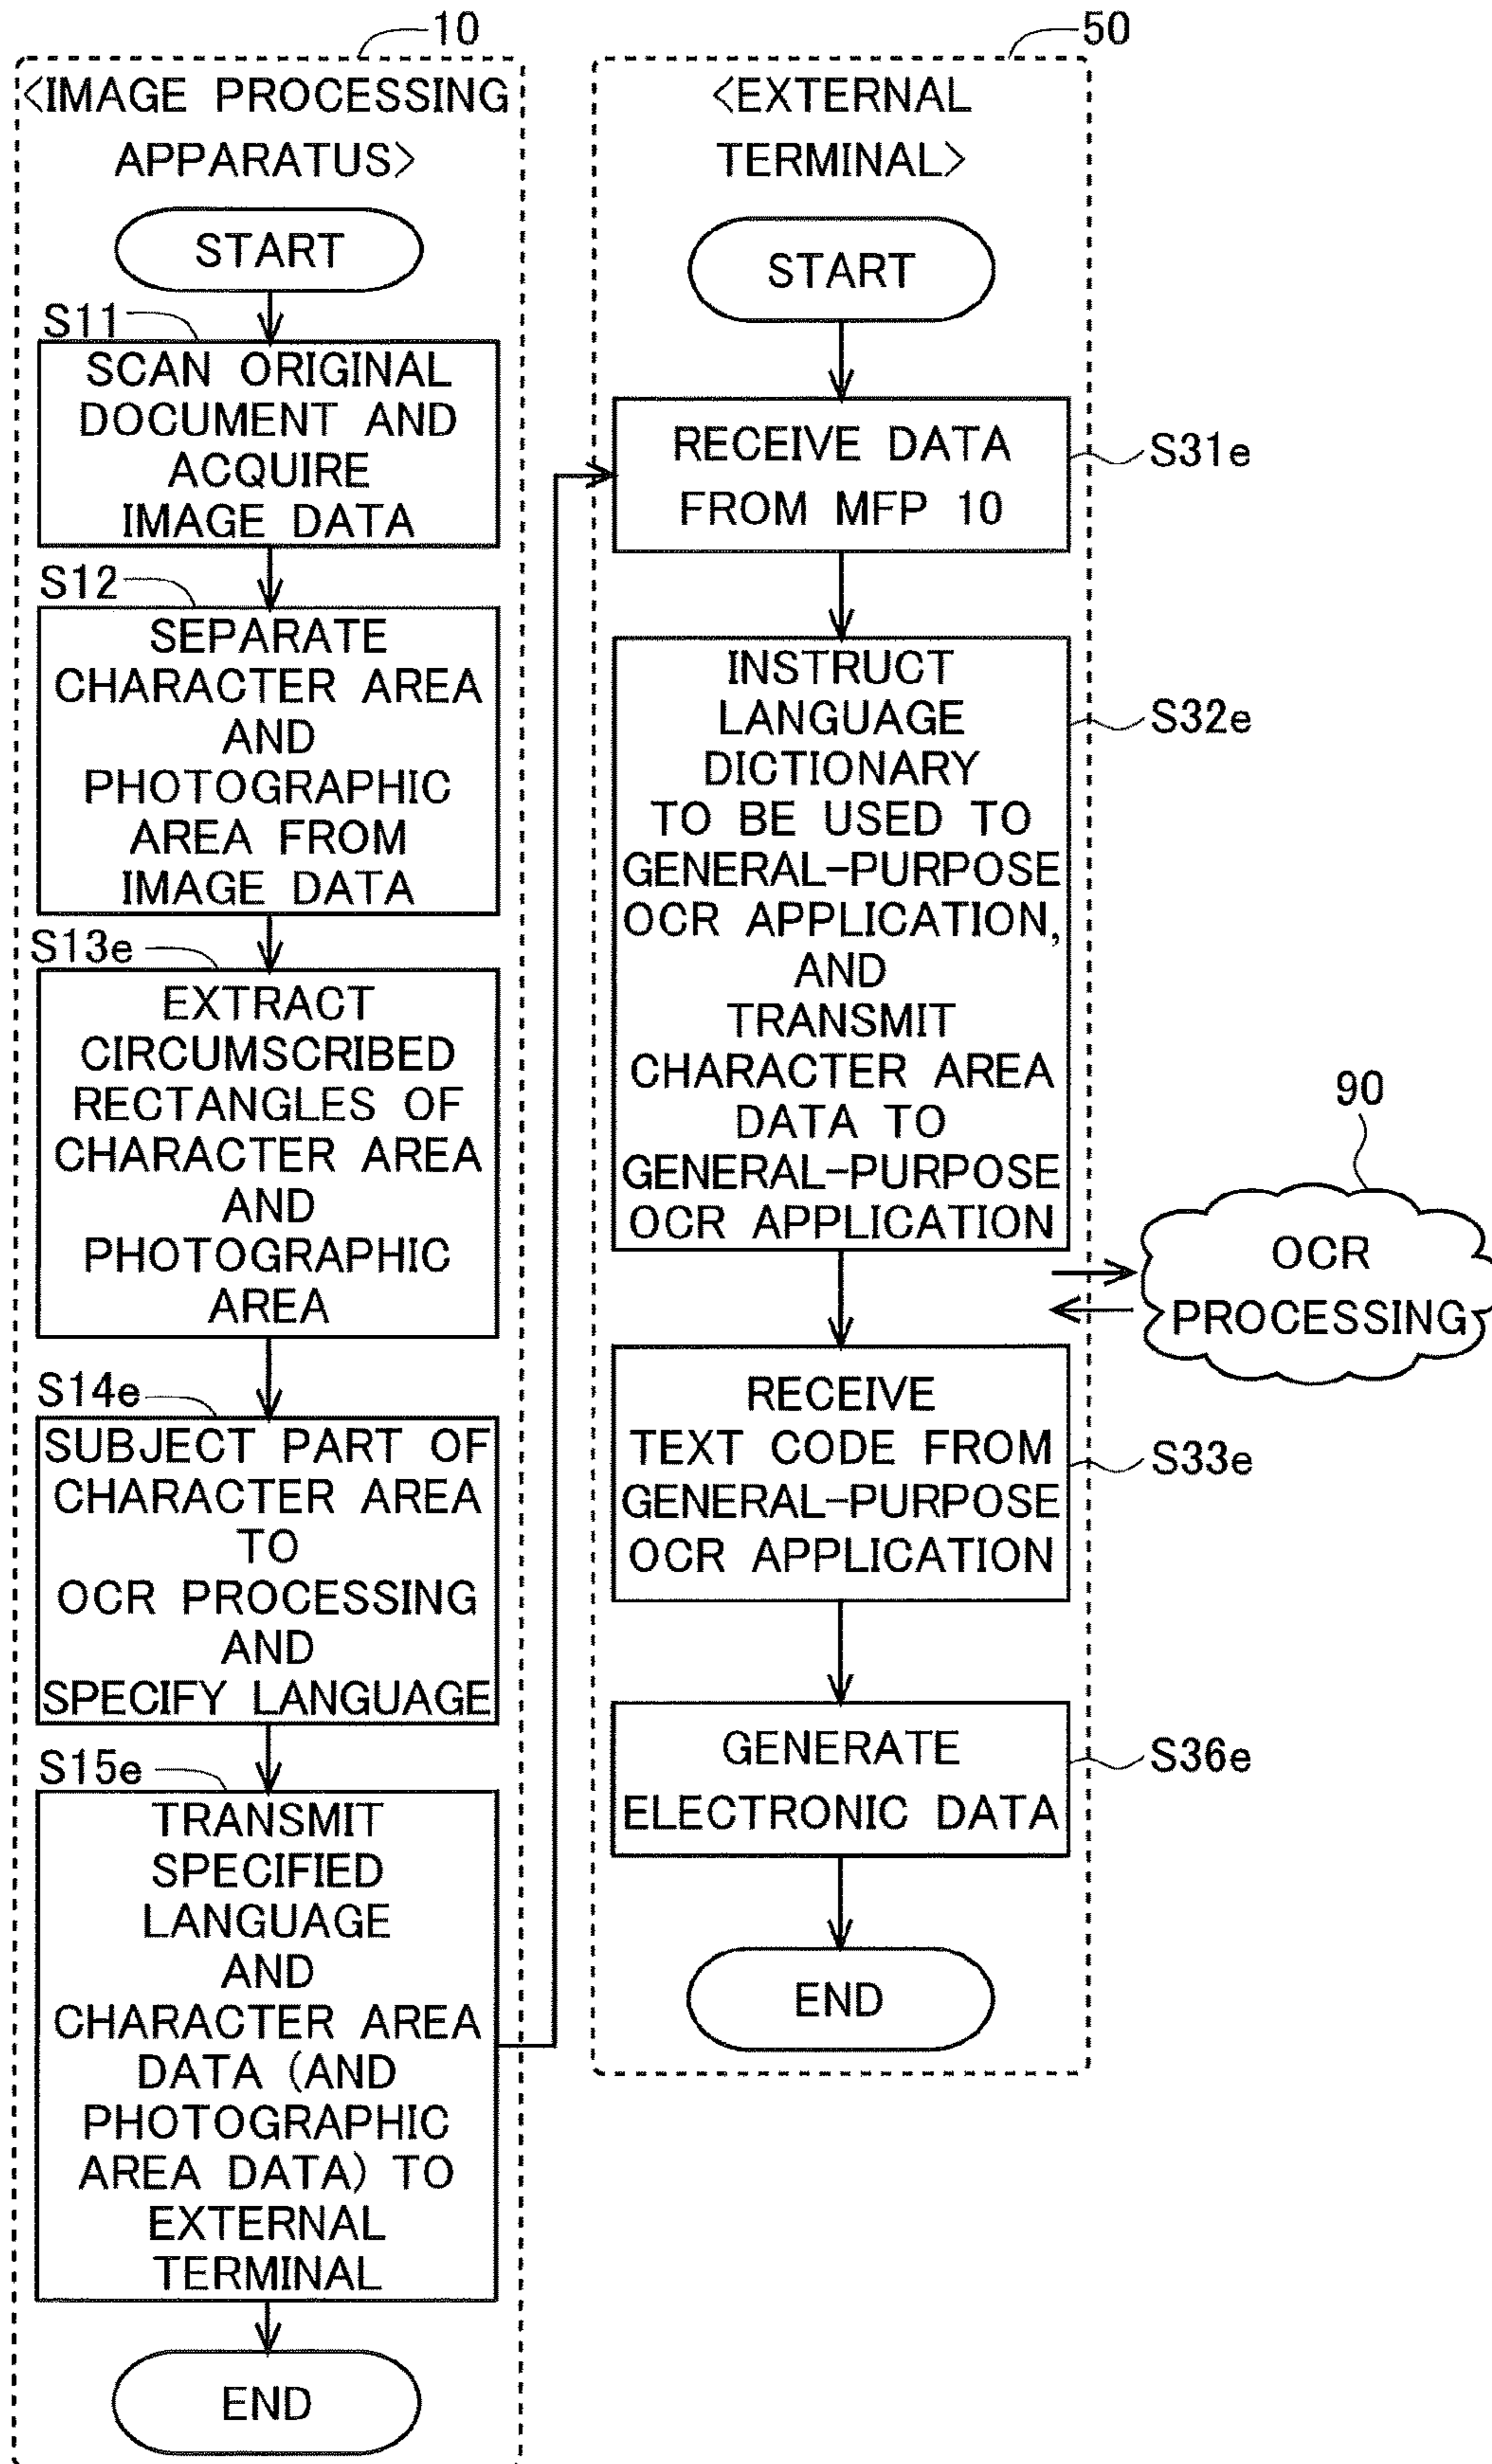 10
<IMAGE PROCESSING
APPARATUS>
START
S11
SCAN ORIGINAL
DOCUMENT AND
ACQUIRE
IMAGE DATA
S12
SEPARATE
CHARACTER AREA
AND
PHOTOGRAPHIC
AREA FROM
IMAGE DATA
S13e
EXTRACT
CIRCUMSCRIBED
RECTANGLES OF
CHARACTER AREA
AND
PHOTOGRAPHIC
AREA
S14e
SUBJECT PART OF
CHARACTER AREA
TO
OCR PROCESSING
AND
SPECIFY LANGUAGE
S15e
TRANSMIT
SPECIFIED
LANGUAGE
AND
CHARACTER AREA
DATA (AND
PHOTOGRAPHIC
AREA DATA) TO
EXTERNAL
TERMINAL
END
50
<EXTERNAL
TERMINAL>
START
RECEIVE DATA
FROM MFP 10
S31e
INSTRUCT
LANGUAGE
DICTIONARY
TO BE USED TO
GENERAL-PURPOSE
OCR APPLICATION,
AND
TRANSMIT
CHARACTER AREA
DATA TO
GENERAL-PURPOSE
OCR APPLICATION
S32e
90
OCR
PROCESSING
RECEIVE
TEXT CODE FROM
GENERAL-PURPOSE
OCR APPLICATION
S33e
GENERATE
ELECTRONIC DATA
S36e
END